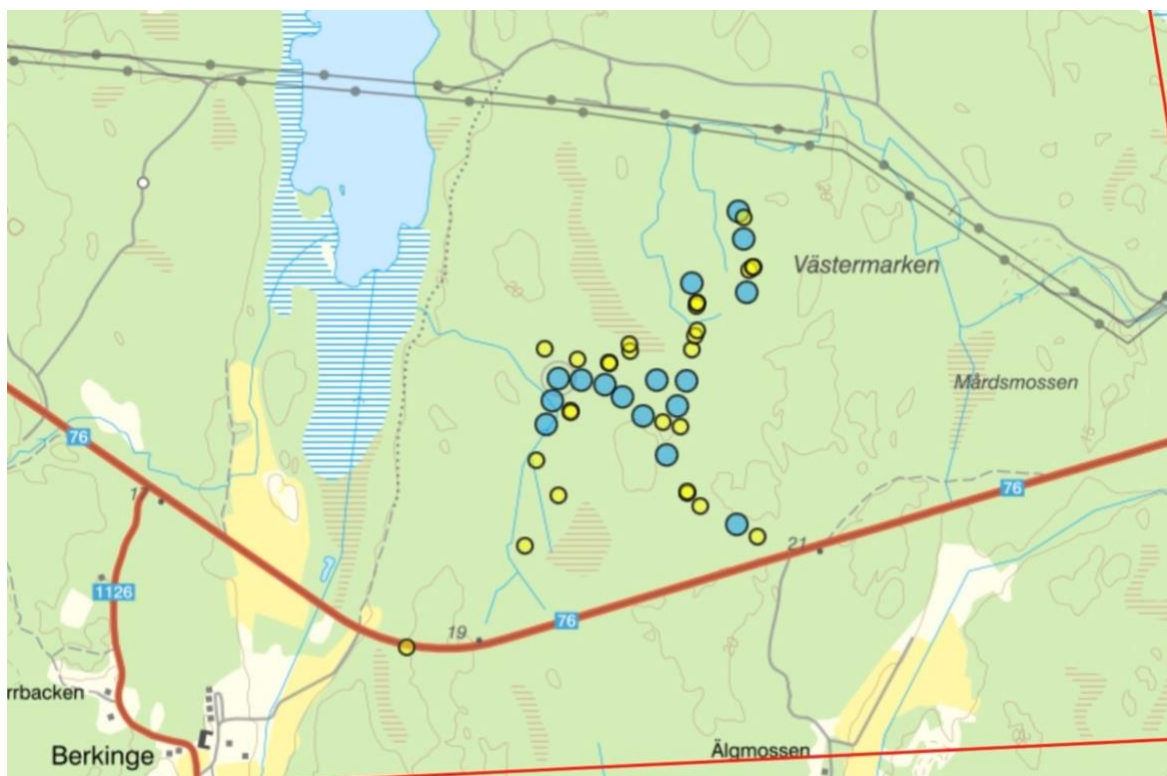 Västermarken
Mårdsmossen
76
76
17
21
1126
76
19
rrbacken
Älgmossen
Berkinge